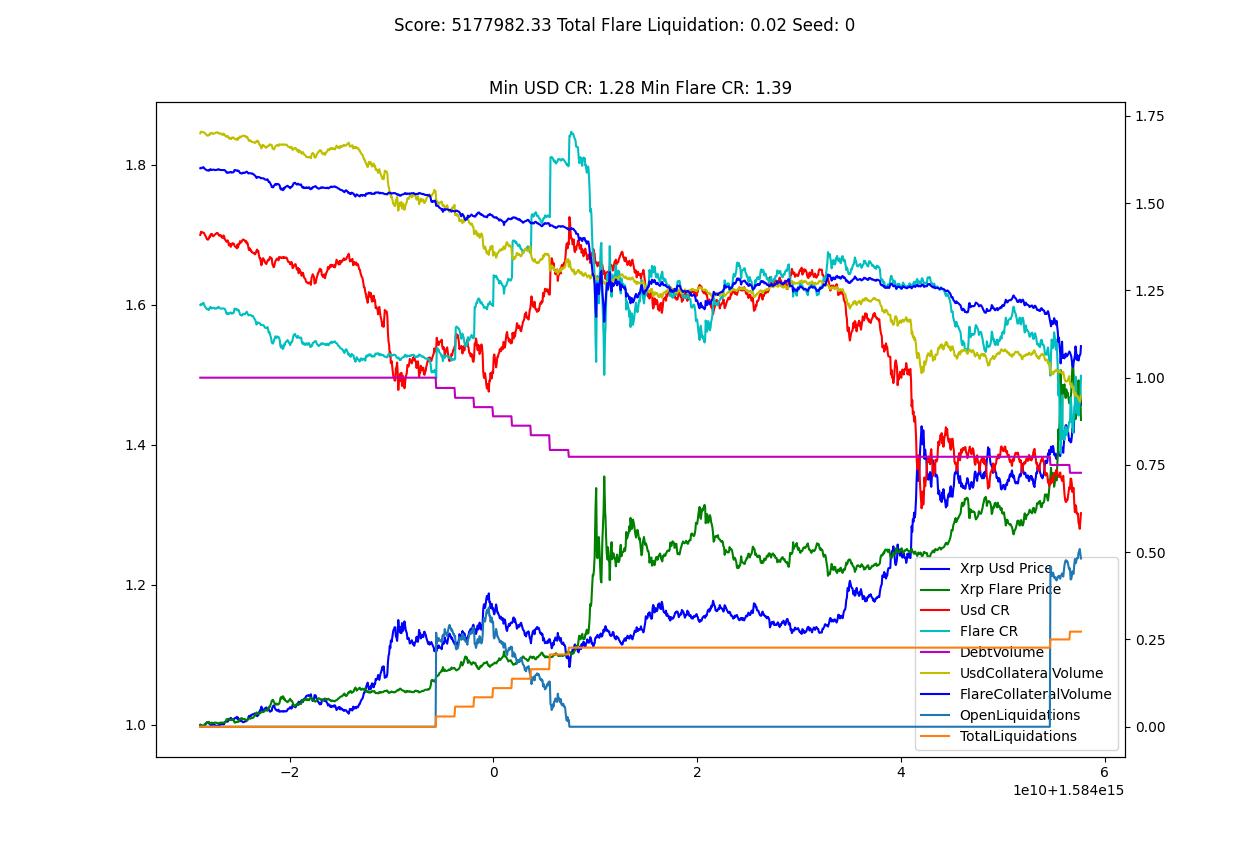 Score: 5177982.33 Total Flare Liquidation: 0.02 Seed: 0
Min USD CR: 1.28 Min Flare CR: 1.39
1.8
1.6
1.4
1.2
1.0
1.75
1.50
1.25
1.00
0.75
0.50
0.25
0.00
Xrp Usd Price
Xrp Flare Price
Usd CR
Flare CR
DebtVolume
UsdCollateralVolume
FlareCollateralVolume
OpenLiquidations
TotalLiquidations
−2 0 2 4 6
1e10+1.584e15